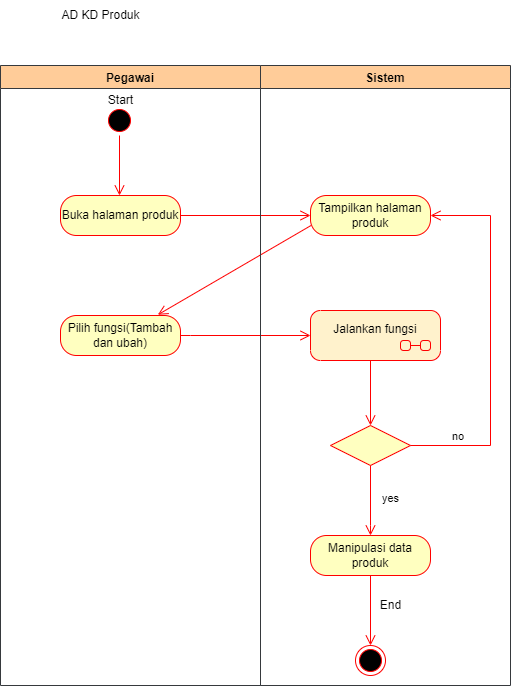 AD KD Produk
Pegawai
Sistem
Start
Buka halaman produk
Tampilkan halaman
produk
Pilih fungsi(Tambah
dan ubah)
Jalankan fungsi
no
yes
Manipulasi data
produk
End